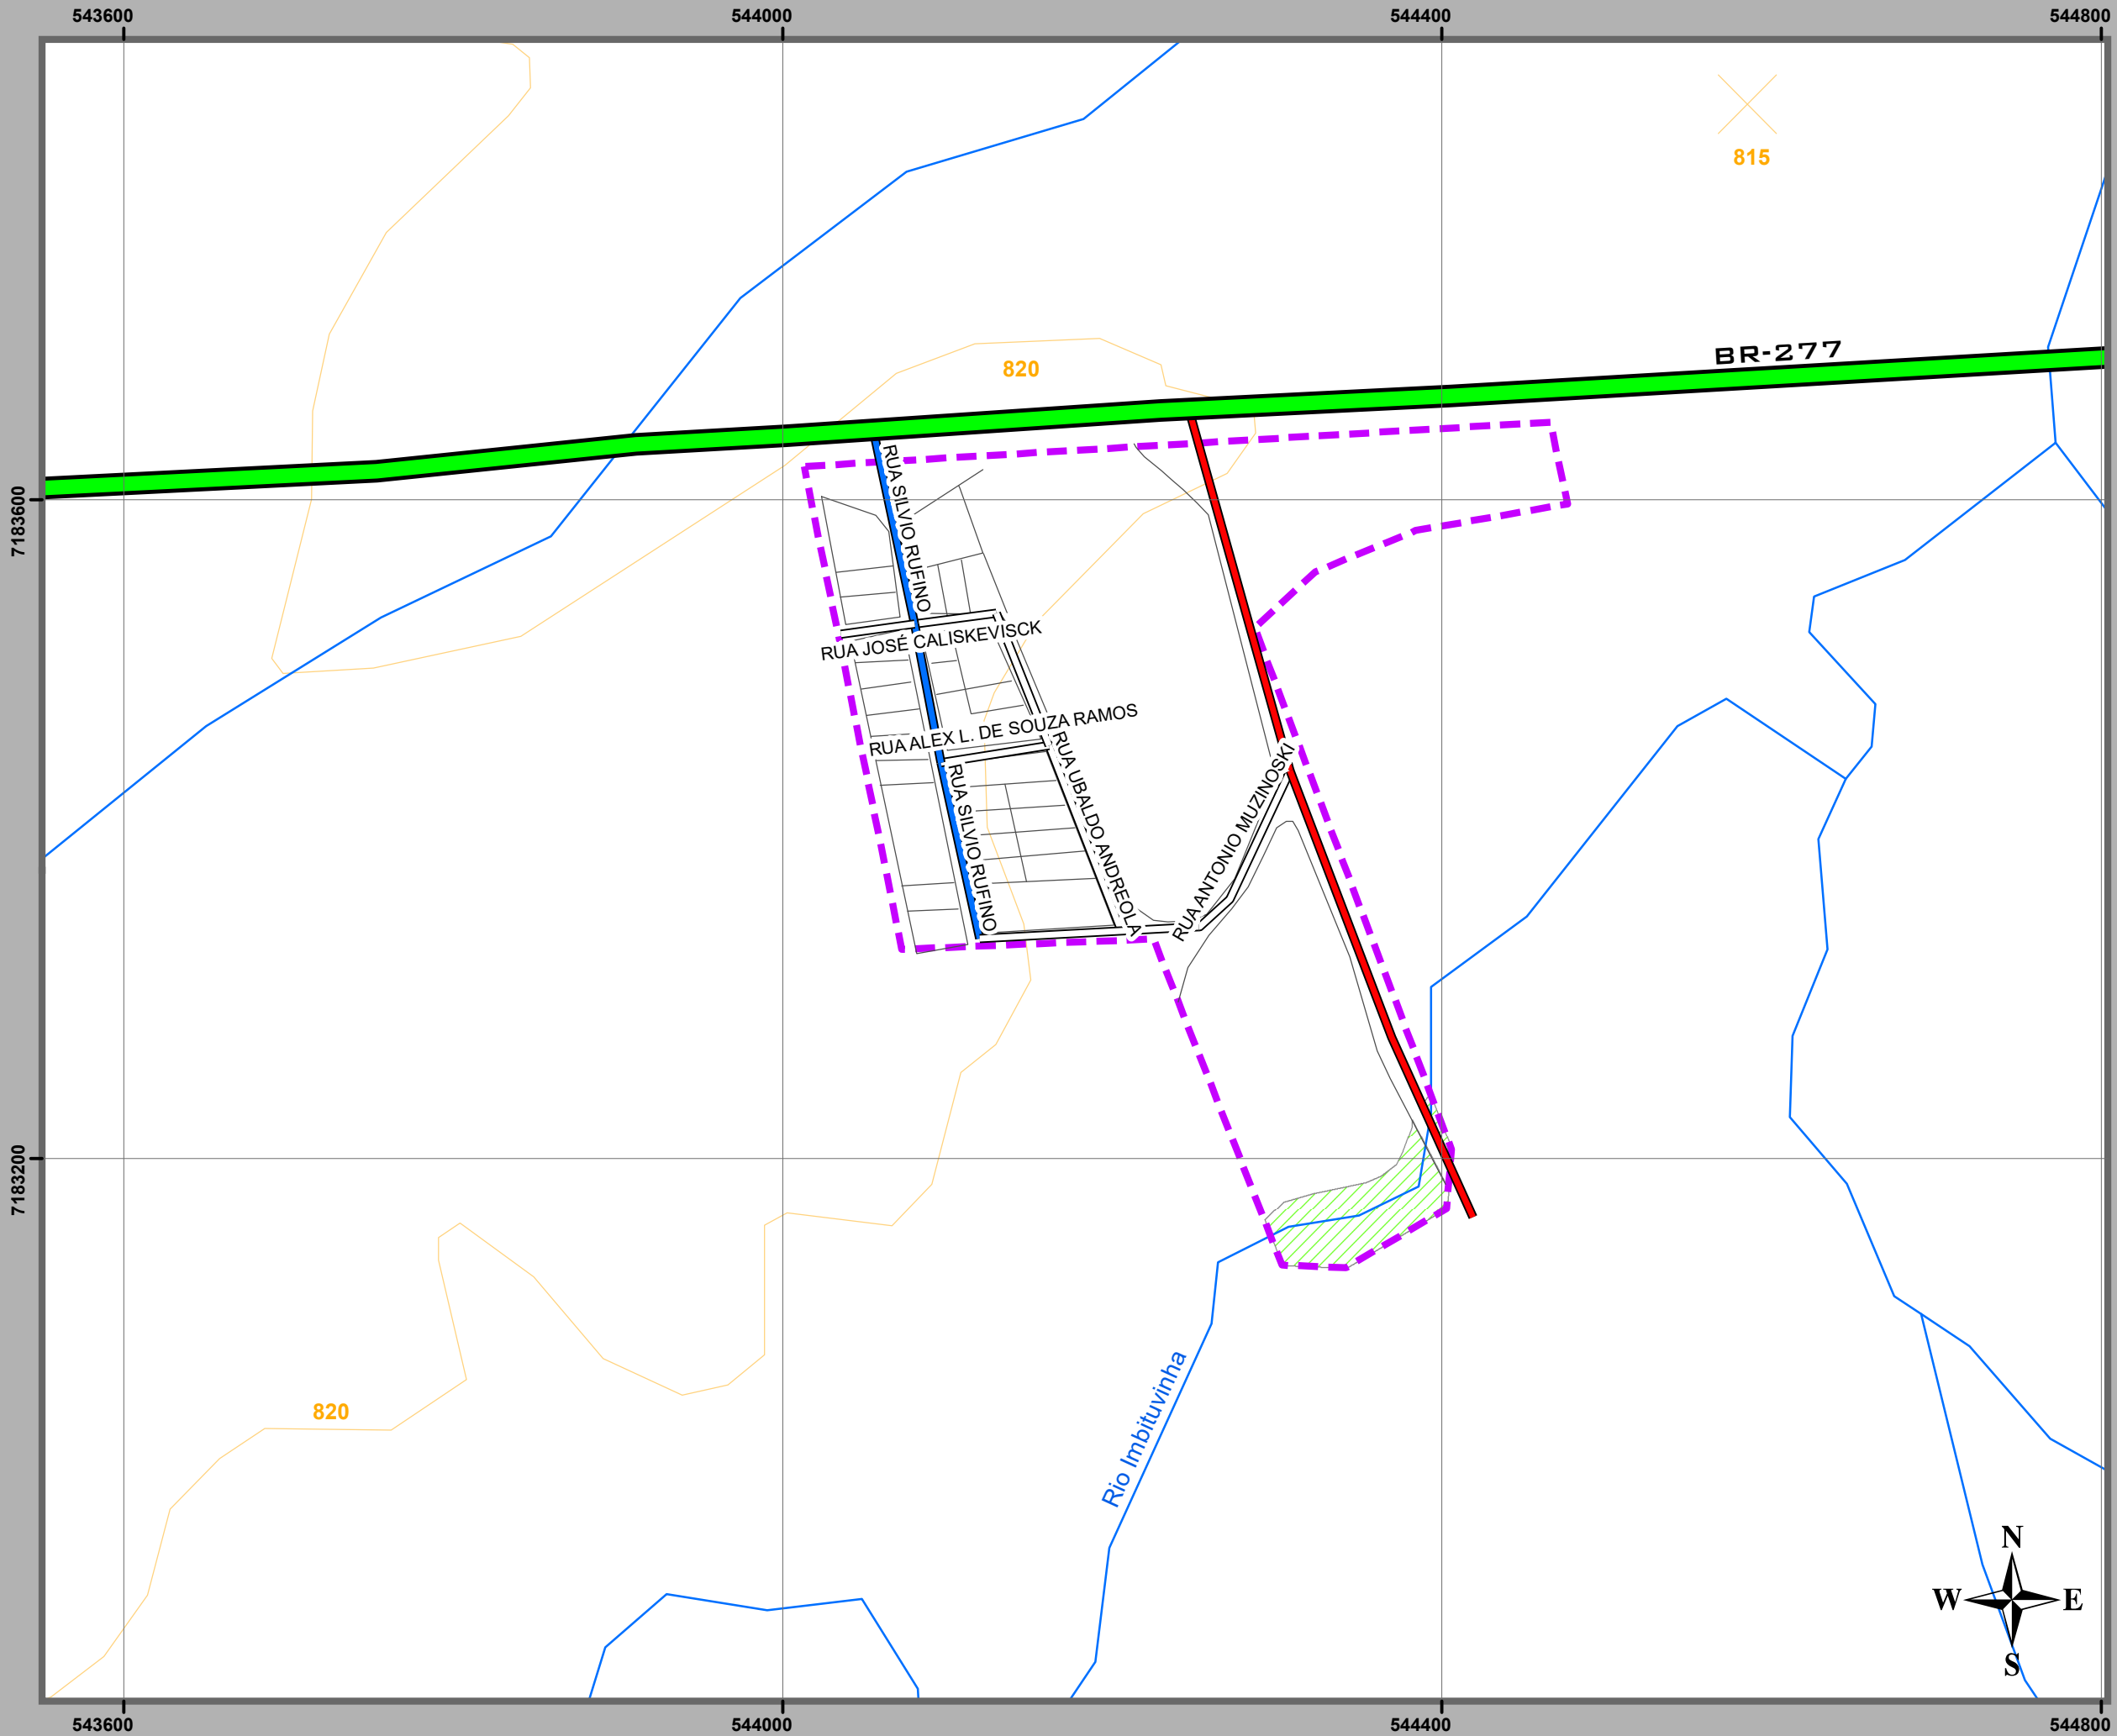 543600
544000
544400
544800
815
BR-277
820
7183600
RUA SILVIO RUFINO
RUA JOSÉ CALISKEVISCK
RUA ALEX L. DE SOUZA RAMOS
RUA UBALDO ANDREOLA
RUA ANTONIO MUZINOSKI
RUA SILVIO RUFINO
7183200
820
Rio Imbituvinha
N
W
E
S
543600
544000
544400
544800